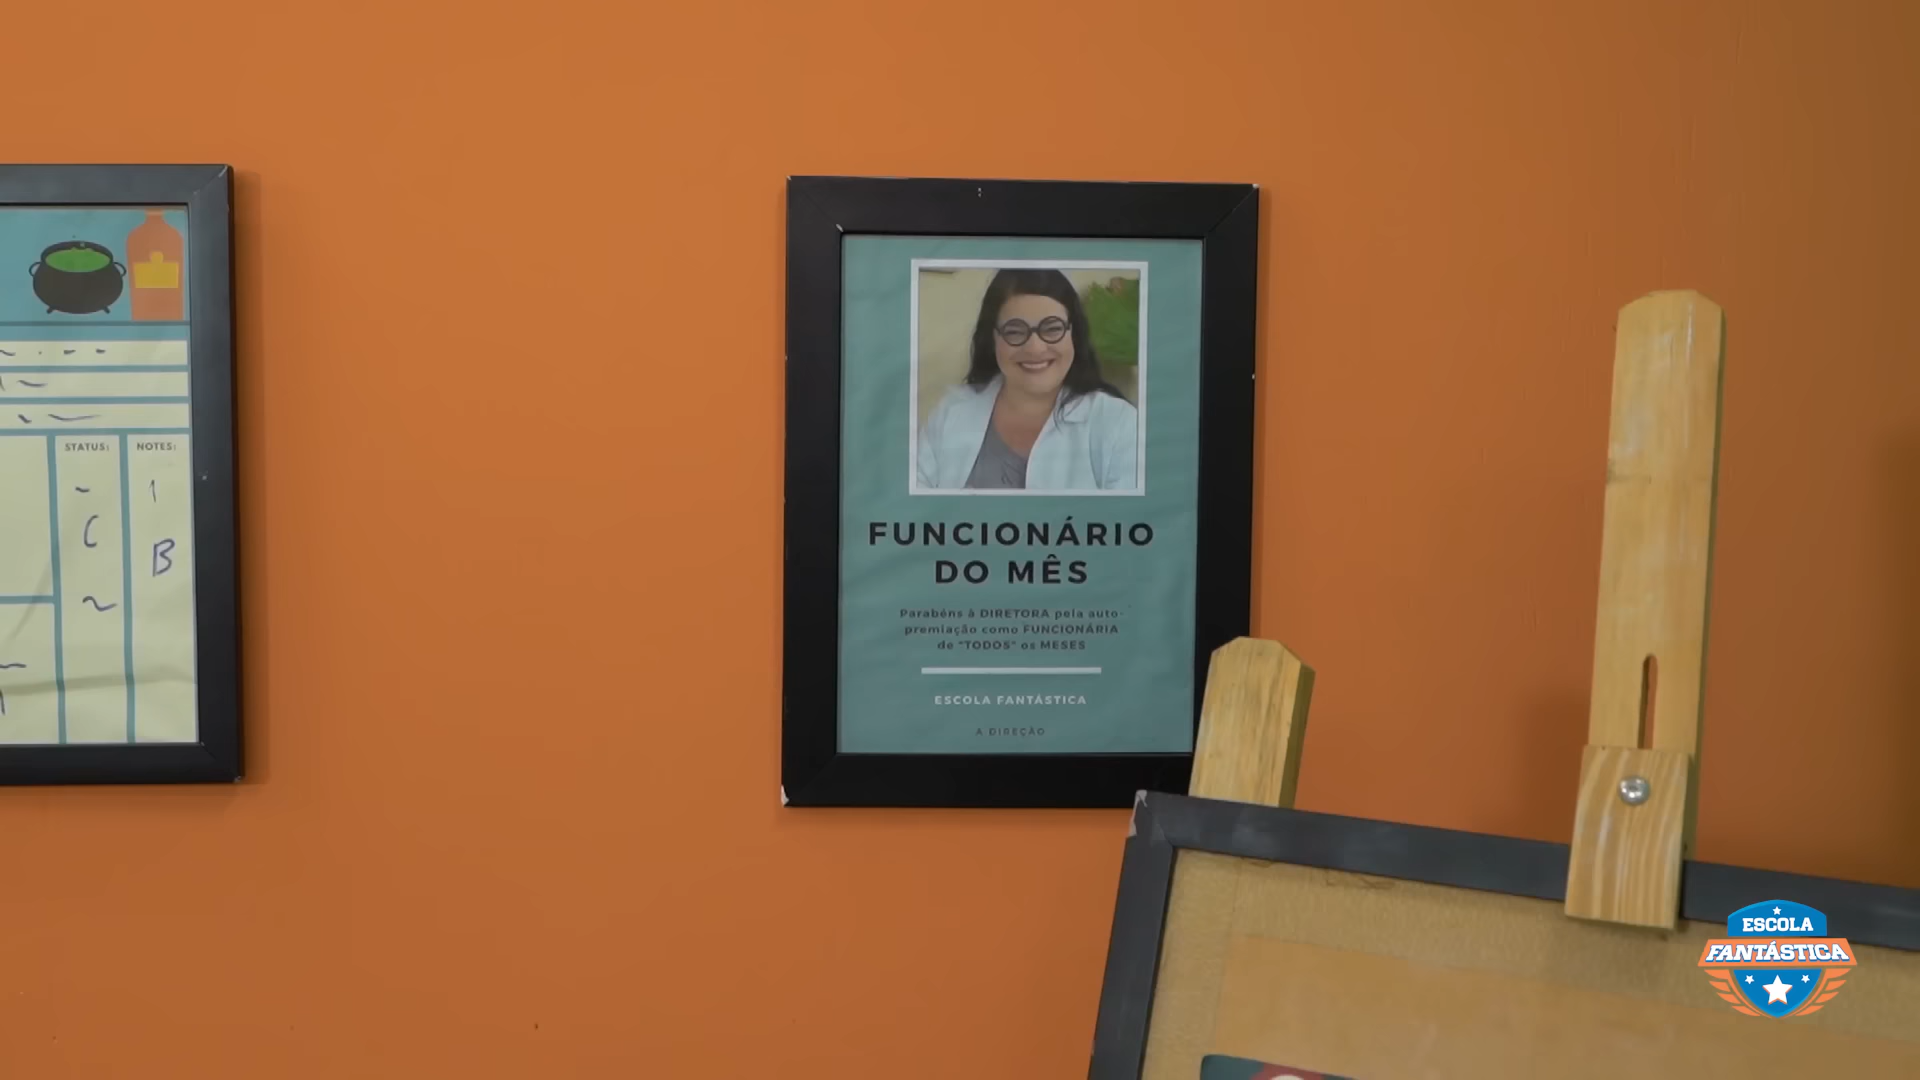 STATUS:
NOTES:
B
FUNCIONÁRIO
DO MÊS
Parabéns à DIRETORA pela auto-
premiação como FUNCIONÁRIA
de "TODOS" os MESES
ESCOLA FANTÁSTICA
A DIREÇÃO
ESCOLA
FANTÁSTICA